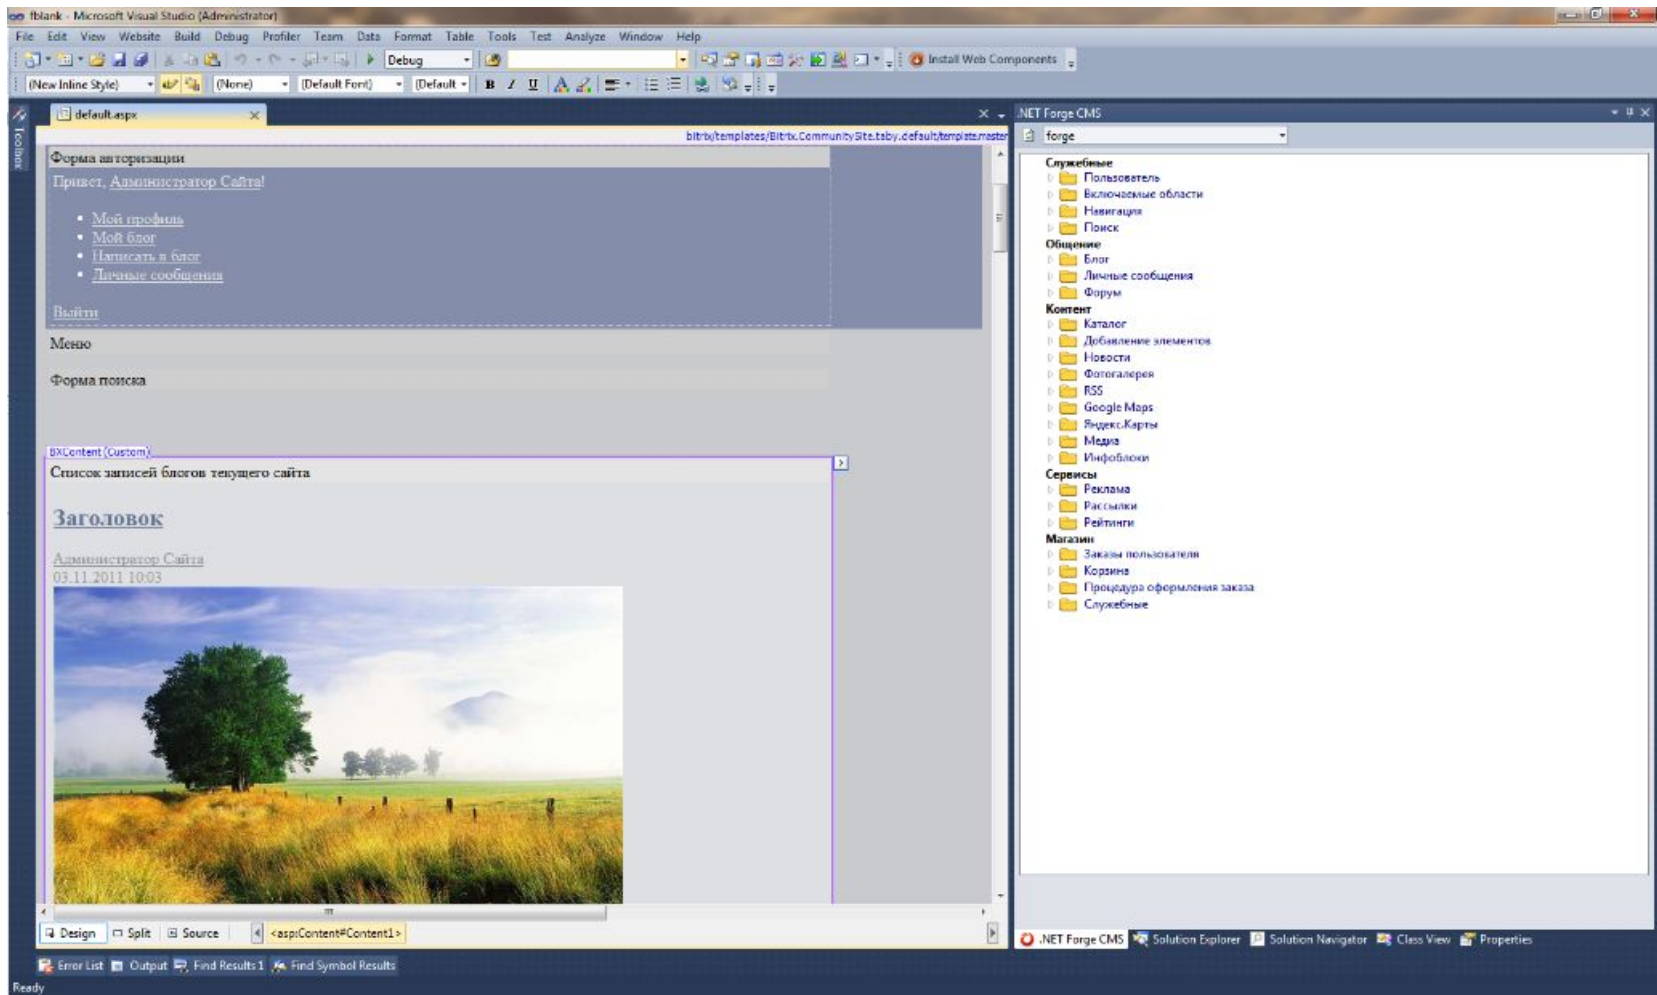 fblank - Microsoft Visual Studio (Administrator)
File Edit View Website Build Debug Profiler Team Data Format Table Tools Test Analyze Window Help
Debug
Install Web Components
(New Inline Style) (None) (Default Font) (Default B I U
Toolbox
default.aspx
bitrix/templates/Bitrix.CommunitySite.taby.default/template.master
Форма авторизации
Привет, Администратор Сайта!
Мой профиль
Мой блог
Написать в блог
Личные сообщения
Выйти
Меню
Форма поиска
BXContent (Custom)
Список записей блогов текущего сайта
Заголовок
Администратор Сайта
03.11.2011 10:03
Design Split Source <asp:Content#Content1>
.NET Forge CMS
forge
Служебные
Пользователь
Включаемые области
Навигация
Поиск
Общение
Блог
Личные сообщения
Форум
Контент
Каталог
Добавление элементов
Новости
Фотогалерея
RSS
Google Maps
Яндекс.Карты
Медиа
Инфоблоки
Сервисы
Реклама
Рассылки
Рейтинги
Магазин
Заказы пользователя
Корзина
Процедура оформления заказа
Служебные
.NET Forge CMS Solution Explorer Solution Navigator Class View Properties
Error List Output Find Results 1 Find Symbol Results
Ready